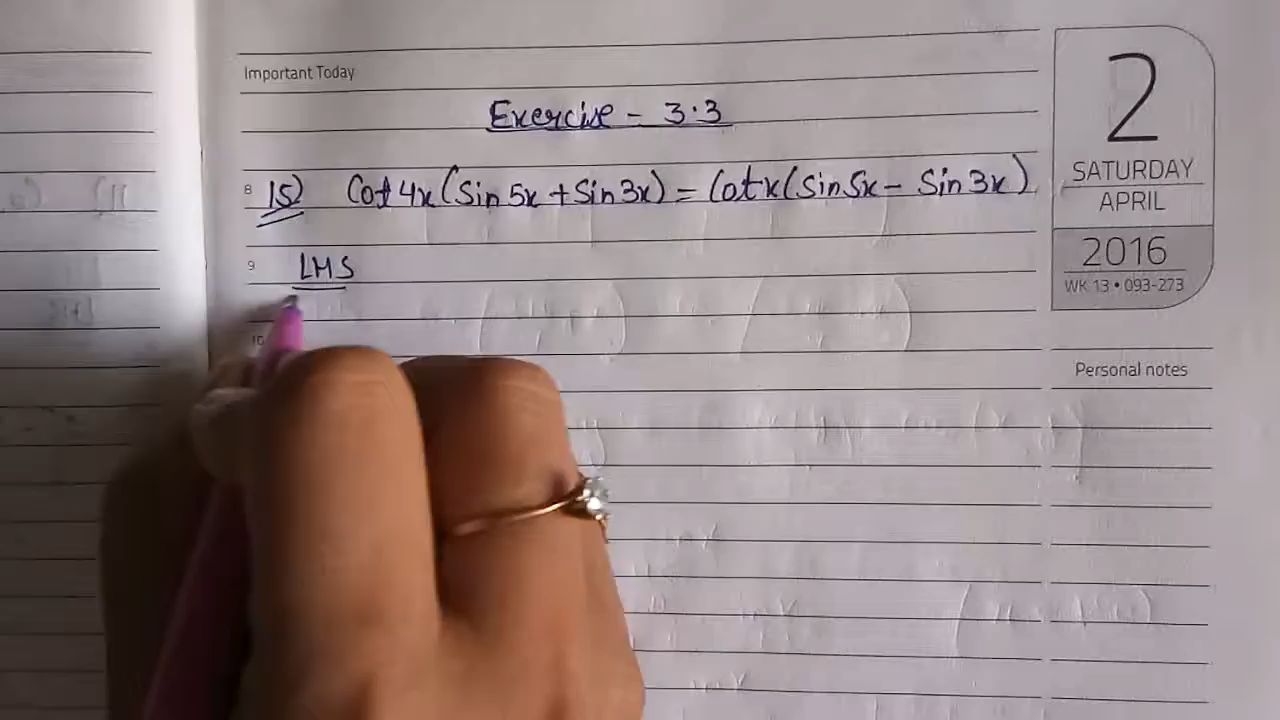 Important Today
Exercise - 3.3
8 15) Cot 4x (Sin 5x + Sin 3x) = Cot x (Sin 5x - Sin 3x)
9 LHS
10
2
SATURDAY
APRIL
2016
WK 13 • 093-273
Personal notes